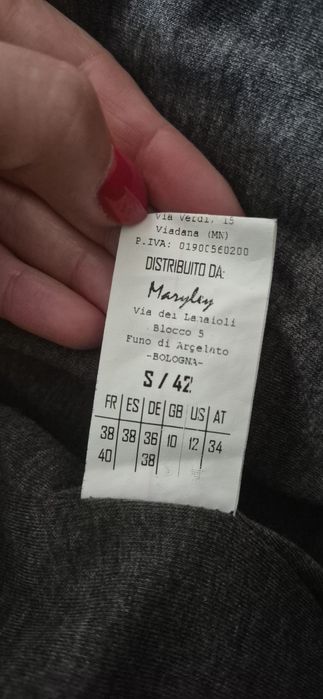 Via Verdi, 15
Viadana (MN)
P.IVA: 01900560200
DISTRIBUITO DA:
Maryley
Via dei Lanaioli
Blocco 5
Funo di Argelato
-BOLOGNA-
S / 42
FR ES DE GB US AT
38 38 36 10 12 34
40 38